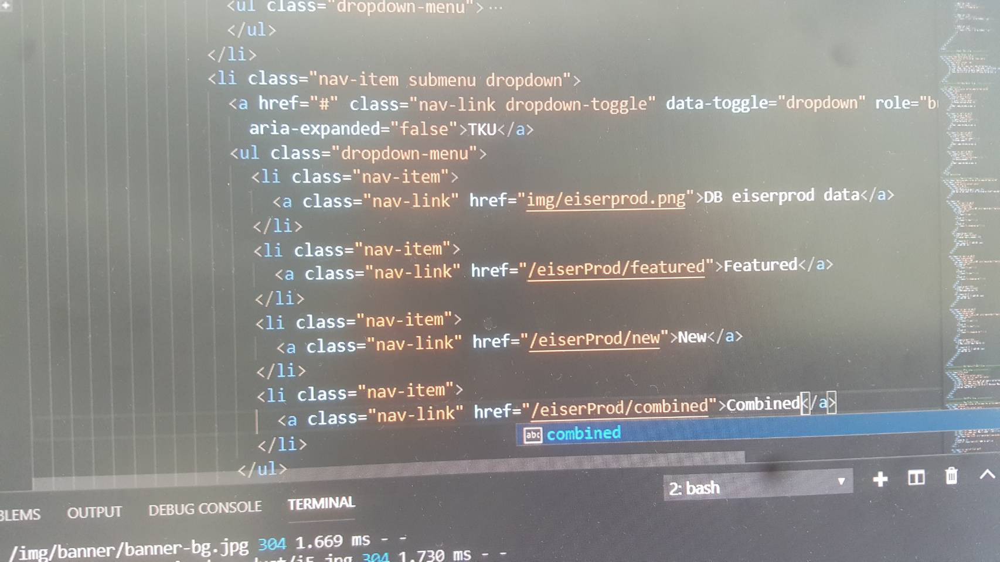 <ul class="dropdown-menu">···
</ul>
</li>
<li class="nav-item submenu dropdown">
<a href="#" class="nav-link dropdown-toggle" data-toggle="dropdown" role="b
aria-expanded="false">TKU</a>
<ul class="dropdown-menu">
<li class="nav-item">
<a class="nav-link" href="img/eiserprod.png">DB eiserprod data</a>
</li>
<li class="nav-item">
<a class="nav-link" href="/eiserProd/featured">Featured</a>
</li>
<li class="nav-item">
<a class="nav-link" href="/eiserProd/new">New</a>
</li>
<li class="nav-item">
<a class="nav-link" href="/eiserProd/combined">Combined</a>
abc combined
</li>
</ul>
2: bash
BLEMS OUTPUT DEBUG CONSOLE TERMINAL
/img/banner/banner-bg.jpg 304 1.669 ms - -
304 1.730 ms - -